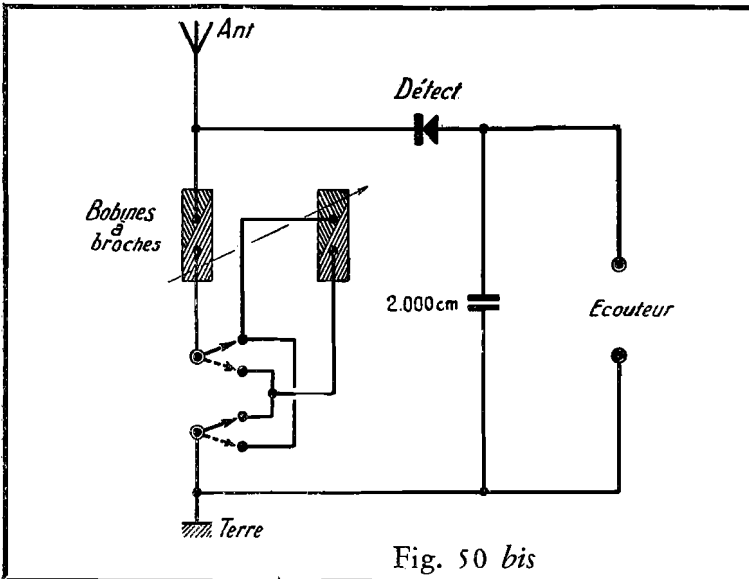 Ant
Détect
Bobines
à
broches
2.000cm
Ecouteur
Terre
Fig. 50 bis